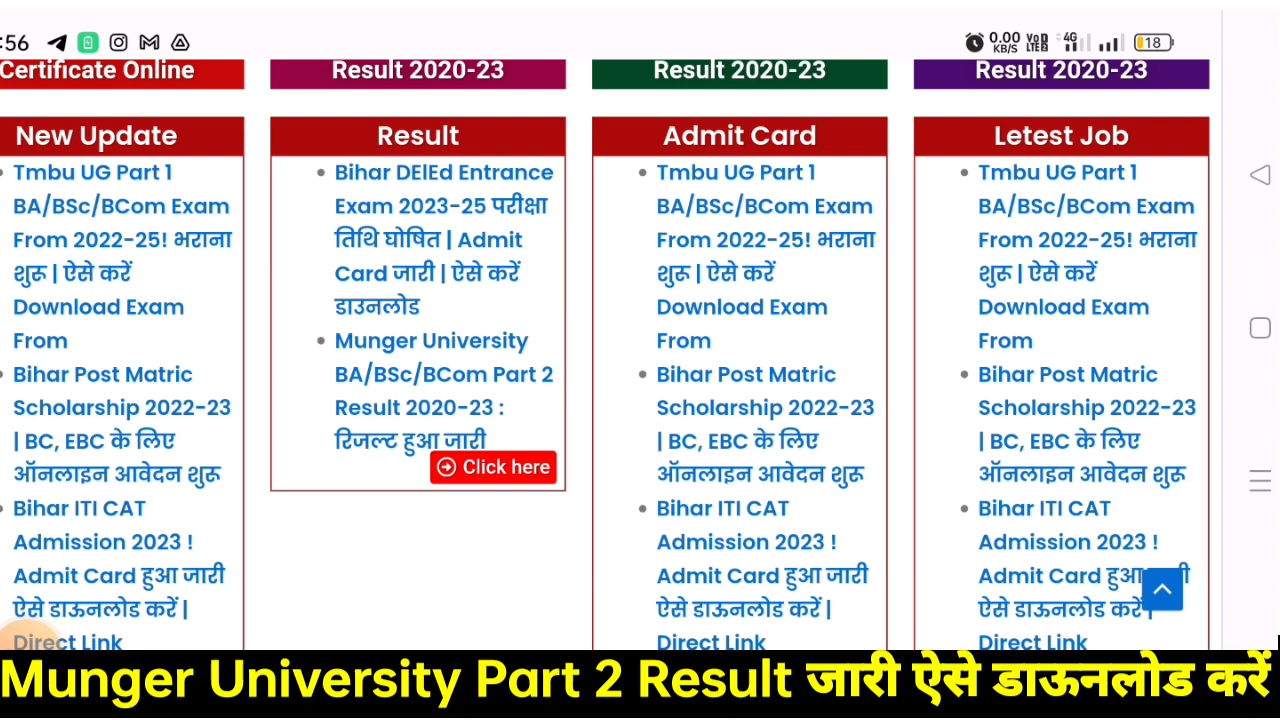 :56
0.00 KB/S VoD LTE 4G 18
Certificate Online
Result 2020-23
Result 2020-23
Result 2020-23
New Update
Tmbu UG Part 1
BA/BSc/BCom Exam
From 2022-25! भराना
शुरू | ऐसे करें
Download Exam
From
Bihar Post Matric
Scholarship 2022-23
| BC, EBC के लिए
ऑनलाइन आवेदन शुरू
Bihar ITI CAT
Admission 2023 !
Admit Card हुआ जारी
ऐसे डाऊनलोड करें |
Direct Link
Result
Bihar DElEd Entrance
Exam 2023-25 परीक्षा
तिथि घोषित | Admit
Card जारी | ऐसे करें
डाउनलोड
Munger University
BA/BSc/BCom Part 2
Result 2020-23 :
रिजल्ट हुआ जारी
Click here
Admit Card
Tmbu UG Part 1
BA/BSc/BCom Exam
From 2022-25! भराना
शुरू | ऐसे करें
Download Exam
From
Bihar Post Matric
Scholarship 2022-23
| BC, EBC के लिए
ऑनलाइन आवेदन शुरू
Bihar ITI CAT
Admission 2023 !
Admit Card हुआ जारी
ऐसे डाऊनलोड करें |
Direct Link
Letest Job
Tmbu UG Part 1
BA/BSc/BCom Exam
From 2022-25! भराना
शुरू | ऐसे करें
Download Exam
From
Bihar Post Matric
Scholarship 2022-23
| BC, EBC के लिए
ऑनलाइन आवेदन शुरू
Bihar ITI CAT
Admission 2023 !
Admit Card हुआ
ऐसे डाऊनलोड करें |
Direct Link
Munger University Part 2 Result जारी ऐसे डाऊनलोड करें